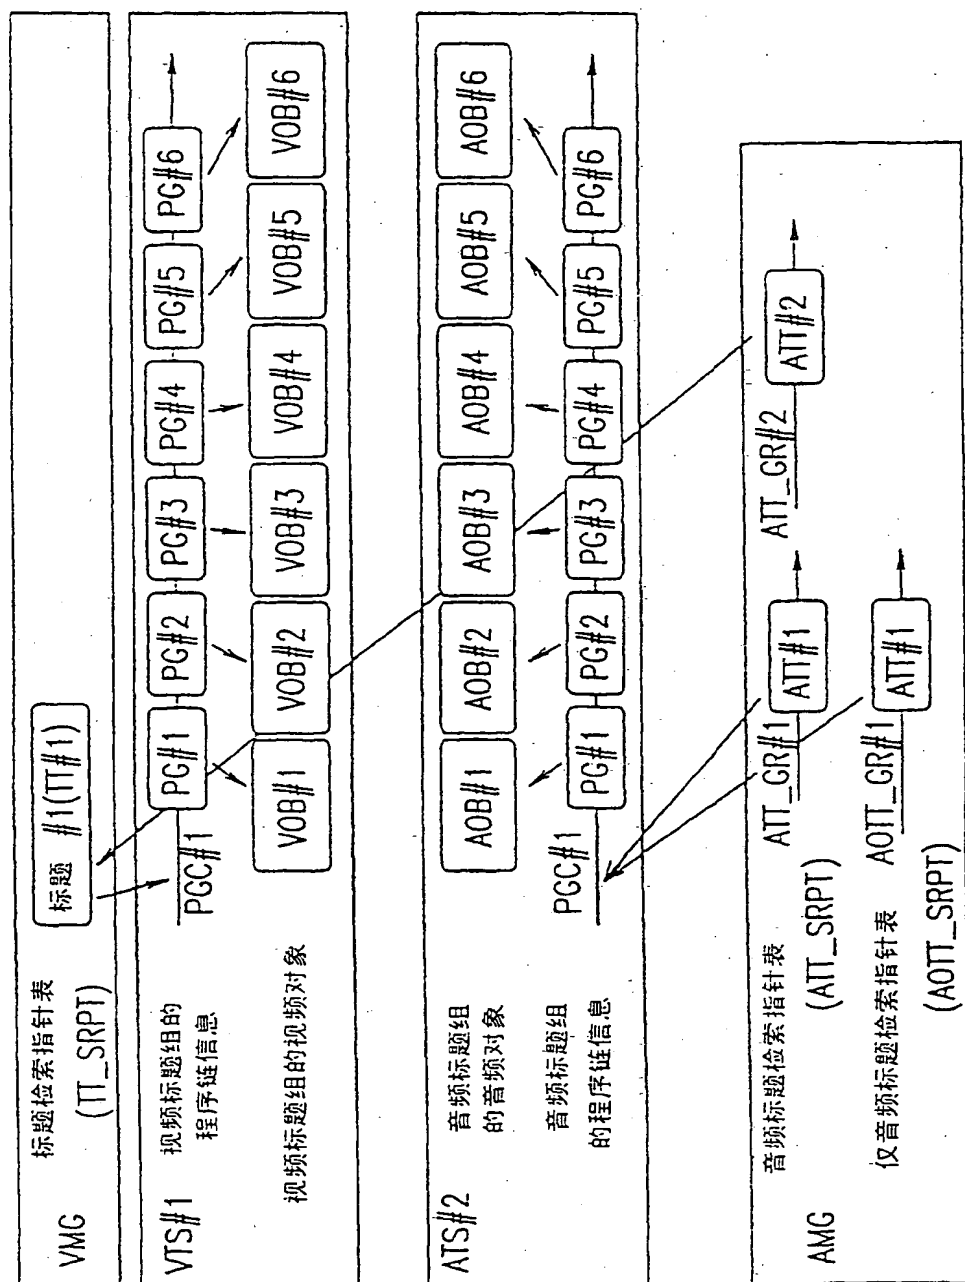 VMG
标题检索指针表
(TT_SRPT)
标题 #1(TT#1)
VTS#1
视频标题组的
程序链信息
PGC#1
PG#1
PG#2
PG#3
PG#4
PG#5
PG#6
视频标题组的视频对象
VOB#1
VOB#2
VOB#3
VOB#4
VOB#5
VOB#6
ATS#2
音频标题组
的音频对象
AOB#1
AOB#2
AOB#3
AOB#4
AOB#5
AOB#6
音频标题组
的程序链信息
PGC#1
PG#1
PG#2
PG#3
PG#4
PG#5
PG#6
AMG
音频标题检索指针表
(ATT_SRPT)
ATT_GR#1
ATT#1
ATT_GR#2
ATT#2
仅音频标题检索指针表
(AOTT_SRPT)
AOTT_GR#1
ATT#1